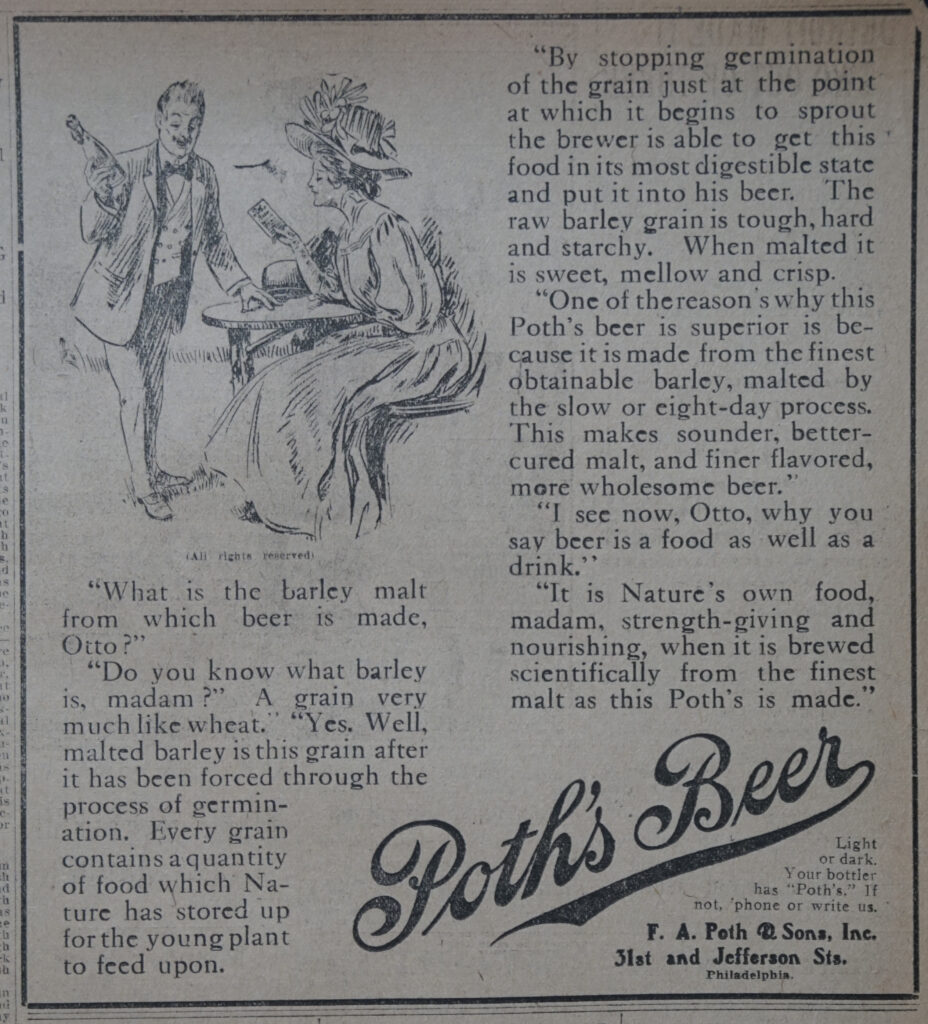 (All rights reserved)
“What is the barley malt
from which beer is made,
Otto?”
“Do you know what barley
is, madam?” A grain very
much like wheat.” “Yes. Well,
malted barley is this grain after
it has been forced through the
process of germin-
ation. Every grain
contains a quantity
of food which Na-
ture has stored up
for the young plant
to feed upon.
“By stopping germination
of the grain just at the point
at which it begins to sprout
the brewer is able to get this
food in its most digestible state
and put it into his beer. The
raw barley grain is tough, hard
and starchy. When malted it
is sweet, mellow and crisp.
“One of the reason's why this
Poth's beer is superior is be-
cause it is made from the finest
obtainable barley, malted by
the slow or eight-day process.
This makes sounder, better-
cured malt, and finer flavored,
more wholesome beer.”
“I see now, Otto, why you
say beer is a food as well as a
drink.”
“It is Nature's own food,
madam, strength-giving and
nourishing, when it is brewed
scientifically from the finest
malt as this Poth's is made.”
Poth's Beer
Light
or dark.
Your bottler
has “Poth's.” If
not, 'phone or write us.
F. A. Poth & Sons, Inc.
31st and Jefferson Sts.
Philadelphia.